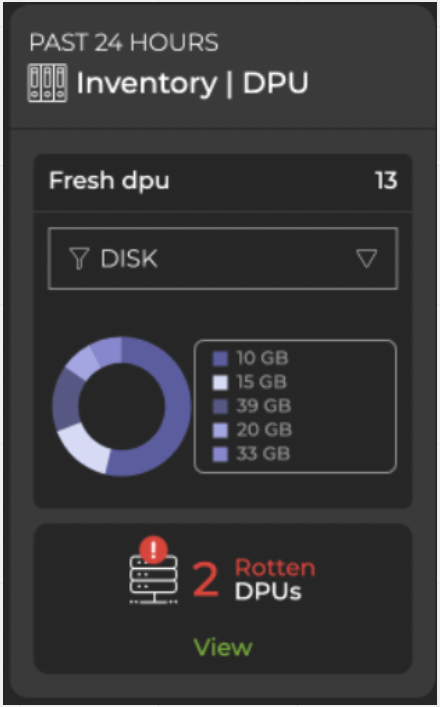 PAST 24 HOURS
Inventory | DPU
Fresh dpu 13
DISK
10 GB
15 GB
39 GB
20 GB
33 GB
!
2 Rotten
DPUs
View